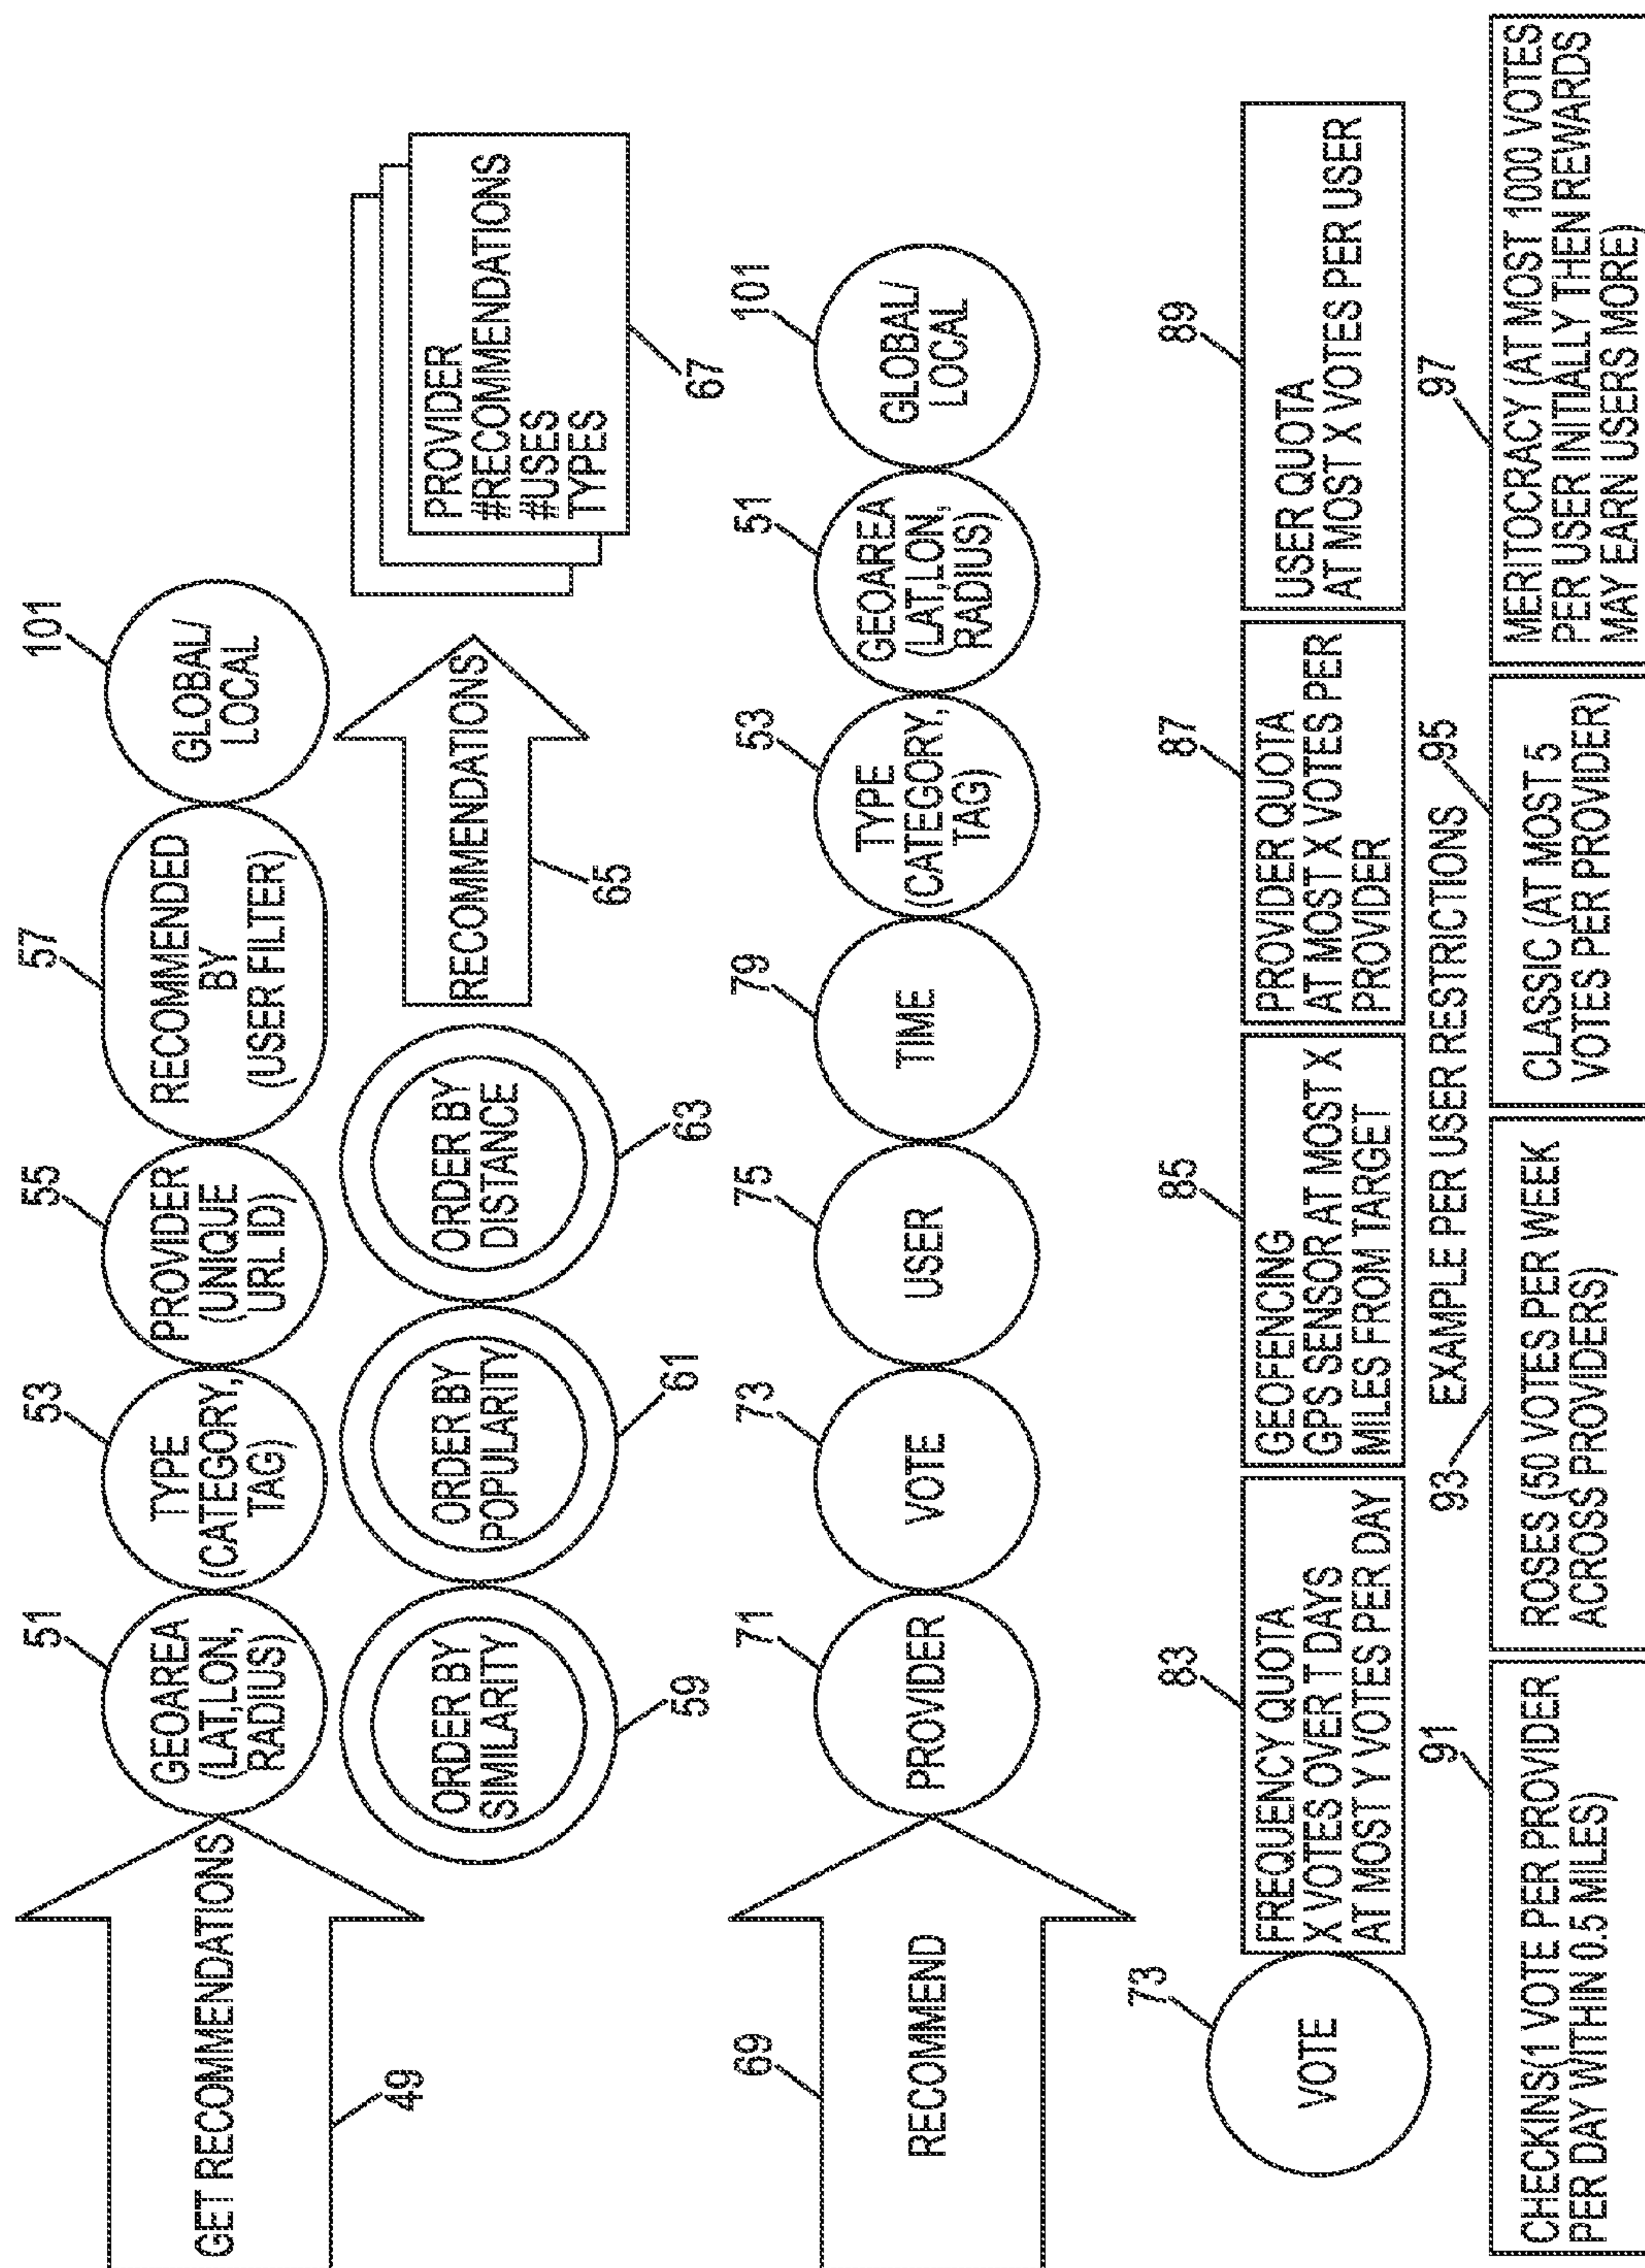 51
53
55
57
101
GET RECOMMENDATIONS
GEOAREA
(LAT,LON,
RADIUS)
TYPE
(CATEGORY,
TAG)
PROVIDER
(UNIQUE
URL ID)
RECOMMENDED
BY
(USER FILTER)
GLOBAL/
LOCAL
49
ORDER BY
SIMILARITY
ORDER BY
POPULARITY
ORDER BY
DISTANCE
RECOMMENDATIONS
PROVIDER
#RECOMMENDATIONS
#USES
TYPES
59
61
63
65
67
69
71
73
75
79
53
51
101
RECOMMEND
PROVIDER
VOTE
USER
TIME
TYPE
(CATEGORY,
TAG)
GEOAREA
(LAT,LON,
RADIUS)
GLOBAL/
LOCAL
73
83
85
87
89
VOTE
FREQUENCY QUOTA
X VOTES OVER T DAYS
AT MOST Y VOTES PER DAY
GEOFENCING
GPS SENSOR AT MOST X
MILES FROM TARGET
PROVIDER QUOTA
AT MOST X VOTES PER
PROVIDER
USER QUOTA
AT MOST X VOTES PER USER
91
93
EXAMPLE PER USER RESTRICTIONS
95
97
CHECKINS(1 VOTE PER PROVIDER
PER DAY WITHIN 0.5 MILES)
ROSES (50 VOTES PER WEEK
ACROSS PROVIDERS)
CLASSIC (AT MOST 5
VOTES PER PROVIDER)
MERITOCRACY (AT MOST 1000 VOTES
PER USER INITIALLY THEN REWARDS
MAY EARN USERS MORE)